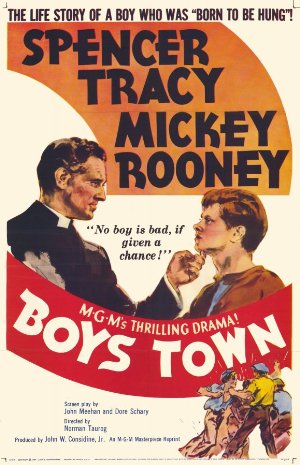 THE LIFE STORY OF A BOY WHO WAS "BORN TO BE HUNG"!
SPENCER
TRACY
MICKEY
ROONEY
"No boy is bad, if
given a
chance!"
M-G-M's THRILLING DRAMA!
BOYS TOWN
Screen play by
John Meehan and Dore Schary
Directed by
Norman Taurog
Produced by John W. Considine, Jr. An M-G-M Masterpiece Reprint